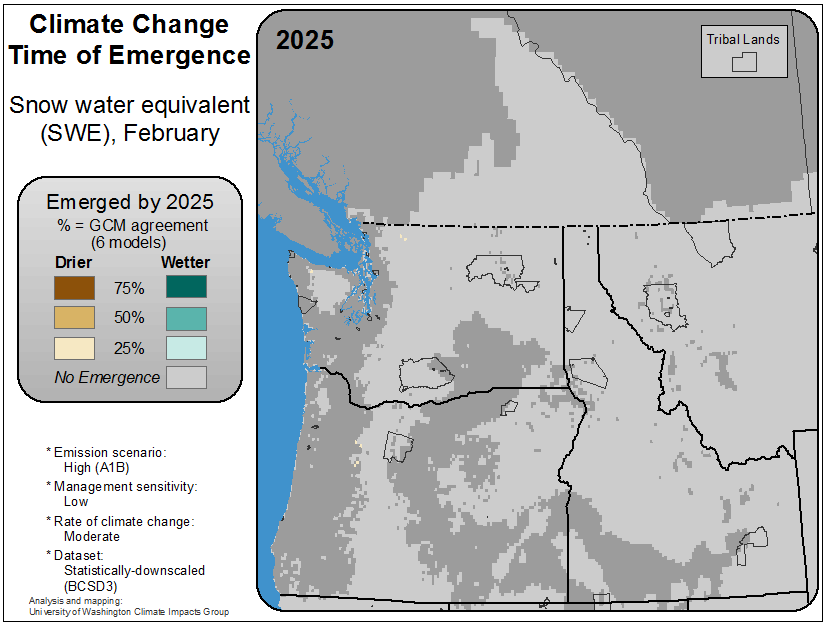 Climate Change
Time of Emergence
Snow water equivalent
(SWE), February
Emerged by 2025
% = GCM agreement
(6 models)
Drier Wetter
75%
50%
25%
No Emergence
* Emission scenario:
High (A1B)
* Management sensitivity:
Low
* Rate of climate change:
Moderate
* Dataset:
Statistically-downscaled
(BCSD3)
Analysis and mapping:
University of Washington Climate Impacts Group
2025
Tribal Lands